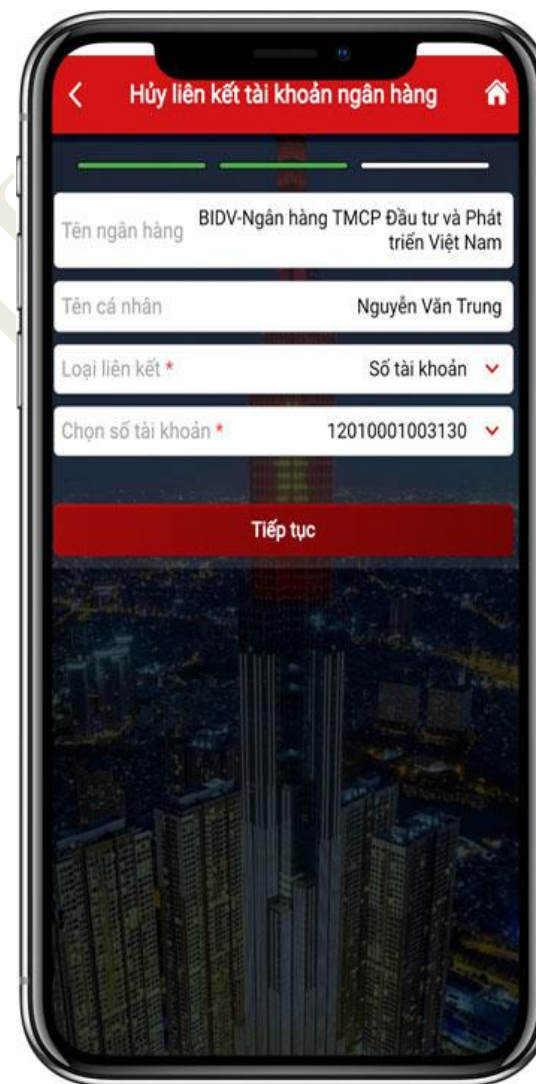 Hủy liên kết tài khoản ngân hàng
Tên ngân hàng BIDV-Ngân hàng TMCP Đầu tư và Phát
triển Việt Nam
Tên cá nhân Nguyễn Văn Trung
Loại liên kết * Số tài khoản
Chọn số tài khoản * 12010001003130
Tiếp tục